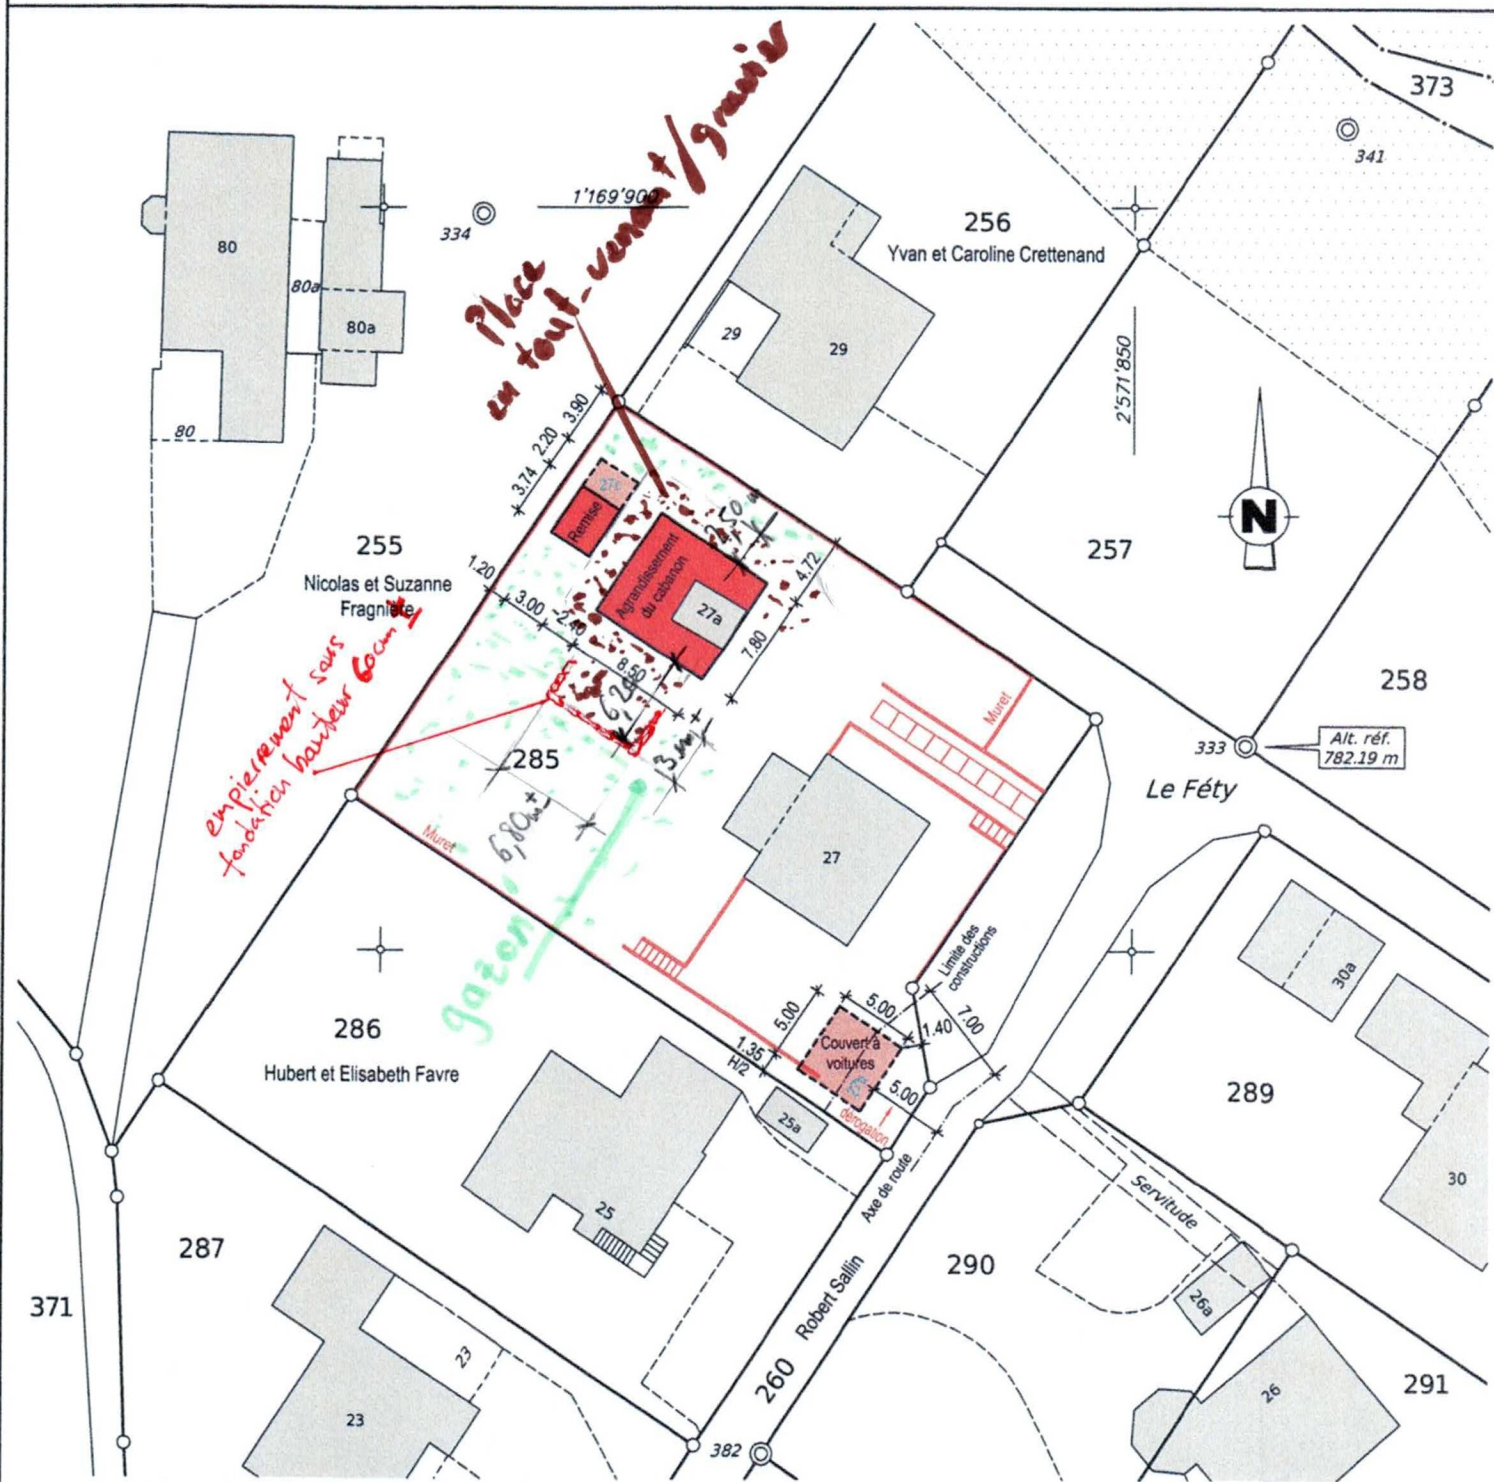 373
341
Place
en tout-venant/gravier
1'169'900
334
256
Yvan et Caroline Crettenand
80
80a
80a
80
29
29
2'571'850
3.90
2.20
3.74
27c
Remise
2,50 m
N
257
255
Nicolas et Suzanne
Fragnière
Agrandissement
du cabanon
27a
4.72
1.20
3.00
2.40
8.50
7.80
6,20
3 m ±
258
Muret
empierrement sans
fondation hauteur 60cm ±
285
333
Alt. réf.
782.19 m
Le Féty
6,80m ±
Muret
27
gazon
30a
Limite des
constructions
286
Hubert et Elisabeth Favre
5.00
5.00
1.40
7.00
1.35
H/2
Couvert à
voitures
27b
5.00
dérogation
25a
289
30
Axe de route
Servitude
25
287
290
371
Robert Sallin
26a
260
23
23
26
291
382